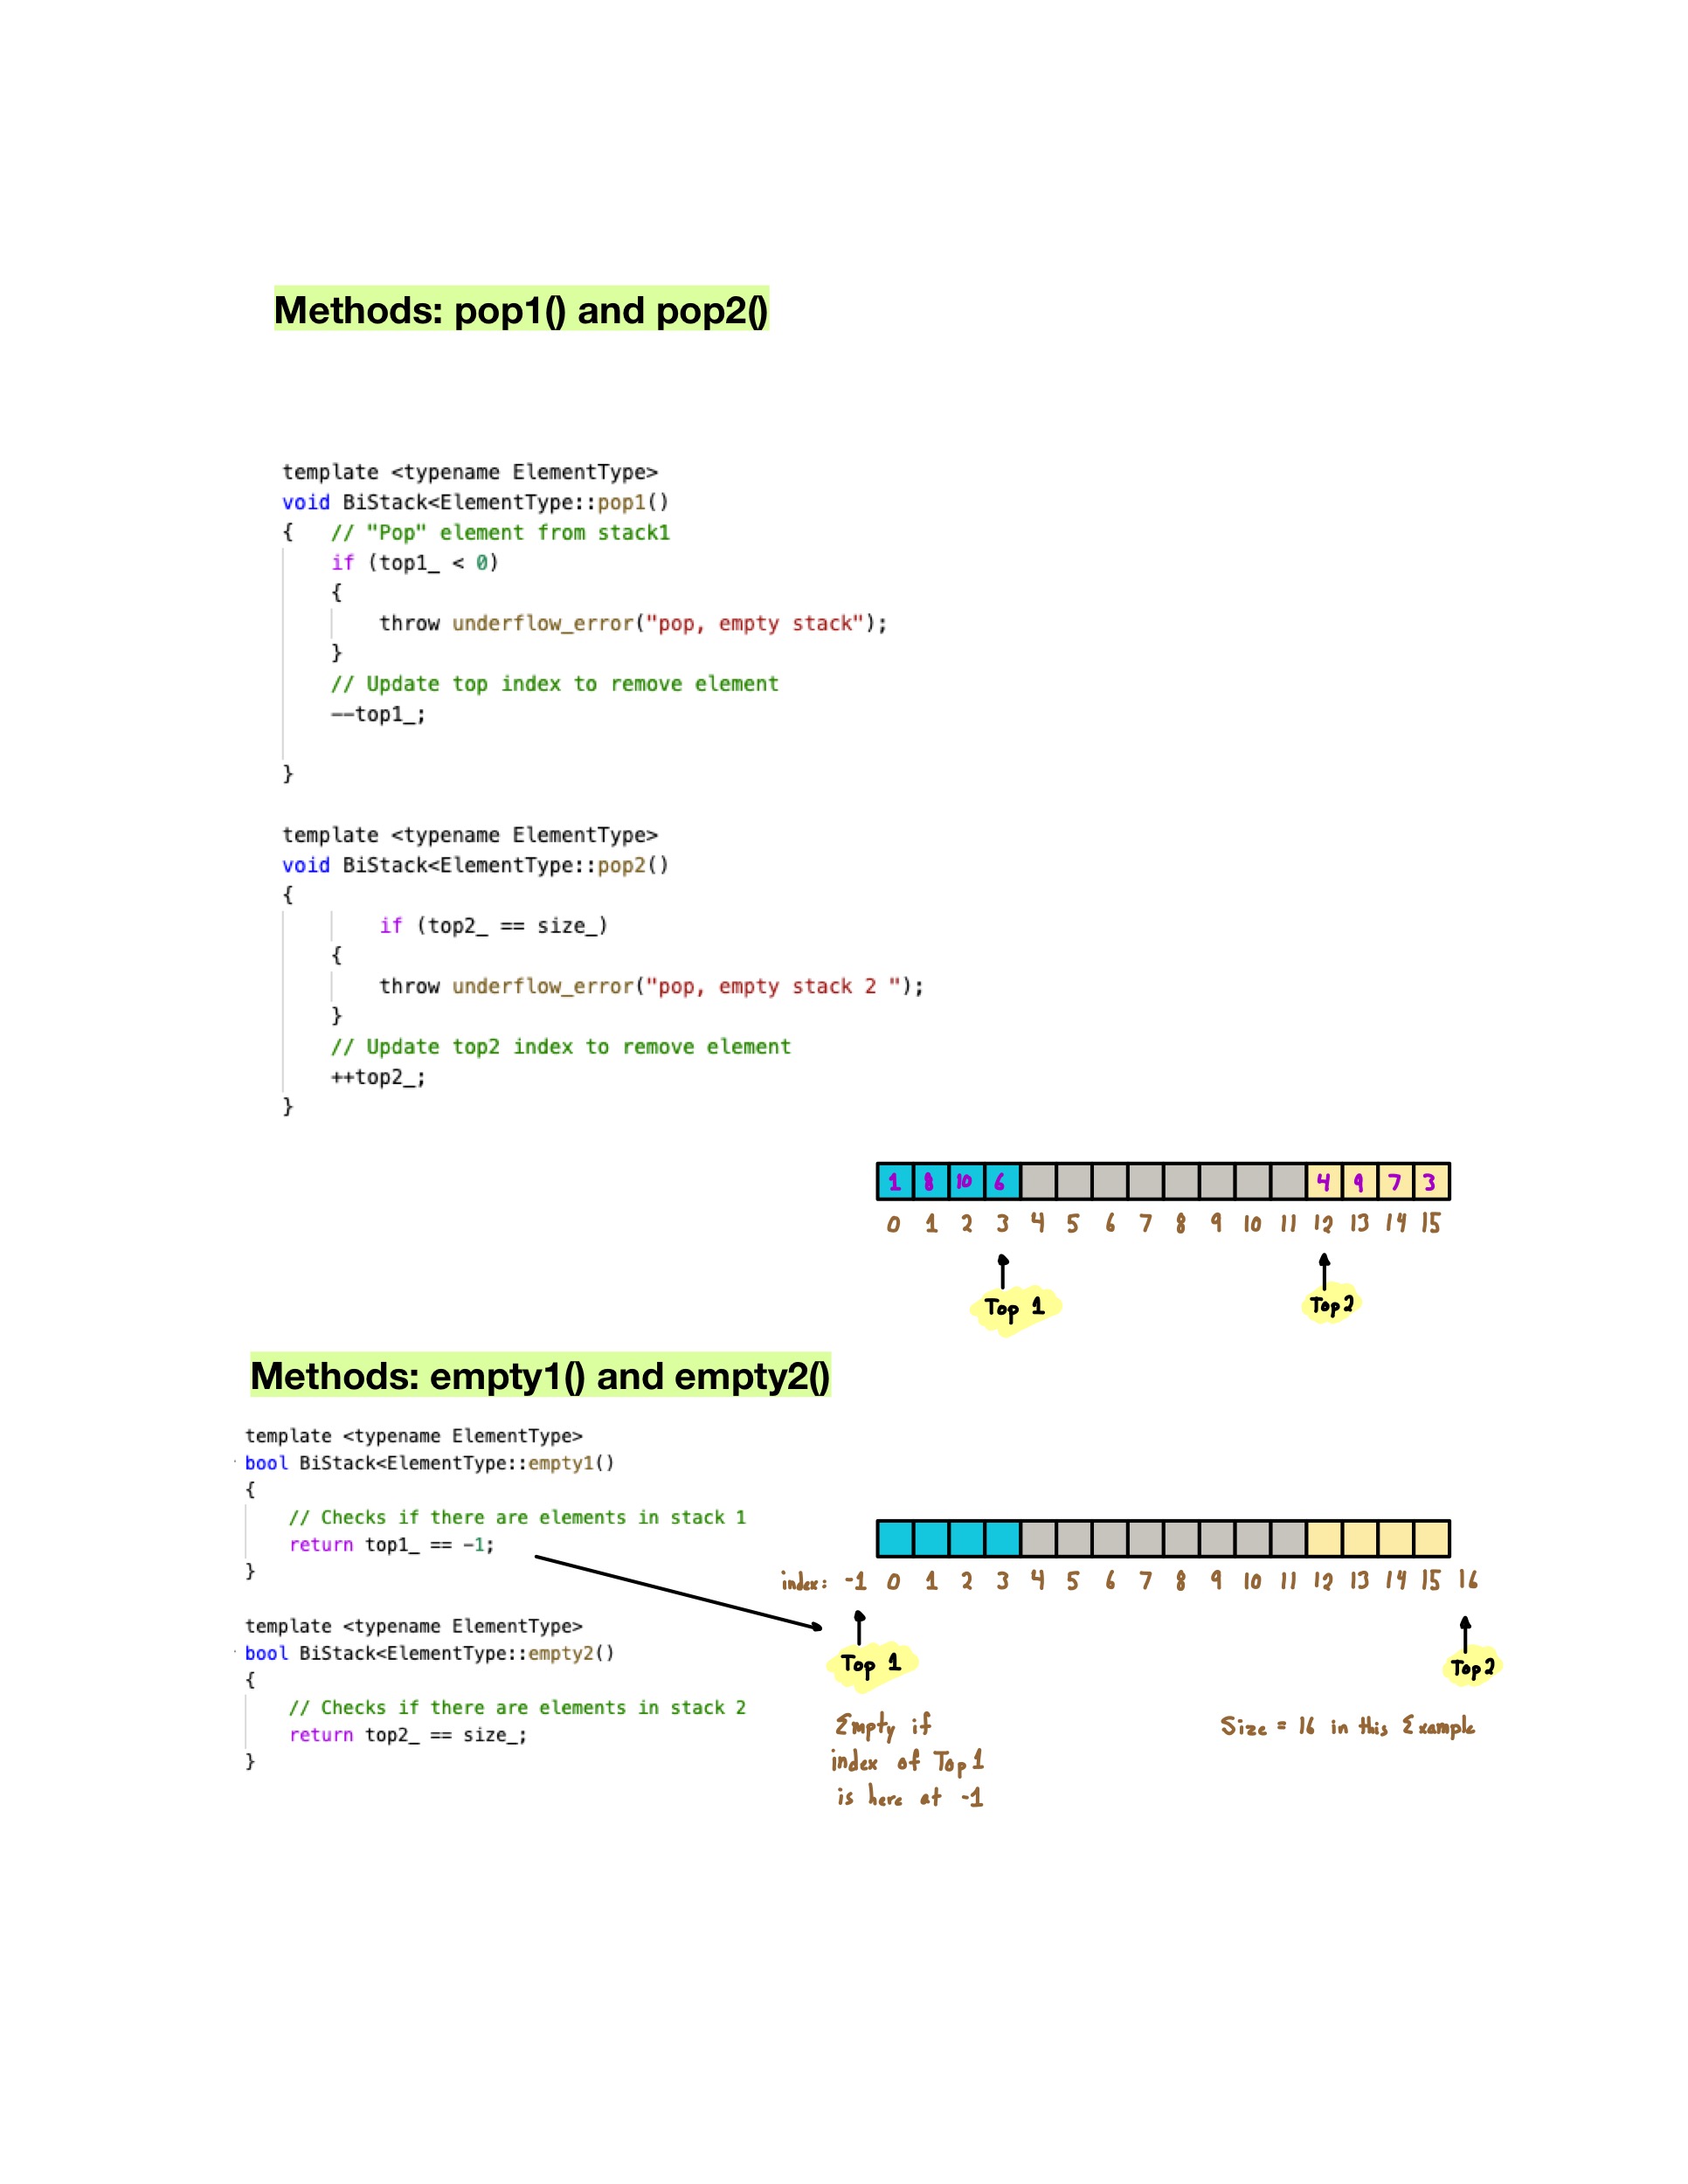 Methods: pop1() and pop2()
template <typename ElementType>
void BiStack<ElementType::pop1()
{   // "Pop" element from stack1
    if (top1_ < 0)
    {
        throw underflow_error("pop, empty stack");
    }
    // Update top index to remove element
    --top1_;
}
template <typename ElementType>
void BiStack<ElementType::pop2()
{
        if (top2_ == size_)
    {
        throw underflow_error("pop, empty stack 2 ");
    }
    // Update top2 index to remove element
    ++top2_;
}
1 8 10 6 4 9 7 3
0 1 2 3 4 5 6 7 8 9 10 11 12 13 14 15
Top 1 Top 2
Methods: empty1() and empty2()
template <typename ElementType>
bool BiStack<ElementType::empty1()
{
    // Checks if there are elements in stack 1
    return top1_ == -1;
}
template <typename ElementType>
bool BiStack<ElementType::empty2()
{
    // Checks if there are elements in stack 2
    return top2_ == size_;
}
index: -1 0 1 2 3 4 5 6 7 8 9 10 11 12 13 14 15 16
Top 1 Top 2
Empty if
index of Top 1
is here at -1
Size = 16 in this Example